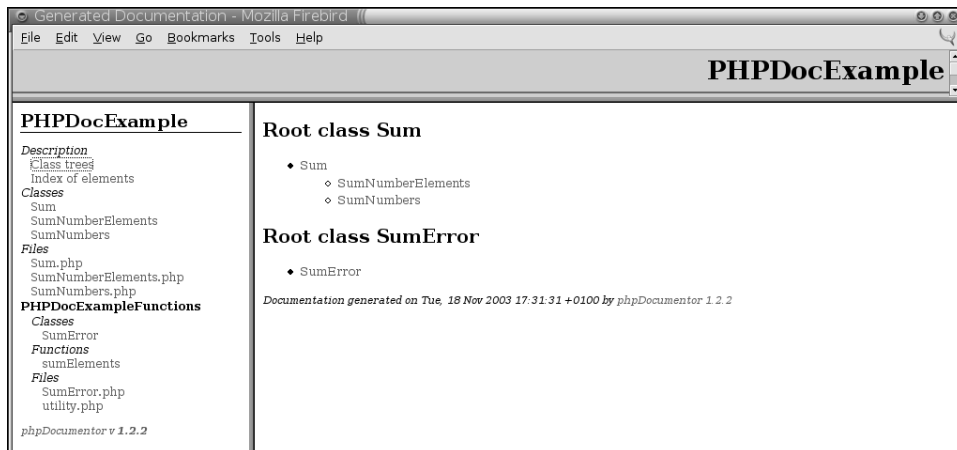 Generated Documentation - Mozilla Firebird
File Edit View Go Bookmarks Tools Help
PHPDocExample
PHPDocExample
Description
Class trees
Index of elements
Classes
Sum
SumNumberElements
SumNumbers
Files
Sum.php
SumNumberElements.php
SumNumbers.php
PHPDocExampleFunctions
Classes
SumError
Functions
sumElements
Files
SumError.php
utility.php
phpDocumentor v 1.2.2
Root class Sum
Sum
SumNumberElements
SumNumbers
Root class SumError
SumError
Documentation generated on Tue, 18 Nov 2003 17:31:31 +0100 by phpDocumentor 1.2.2